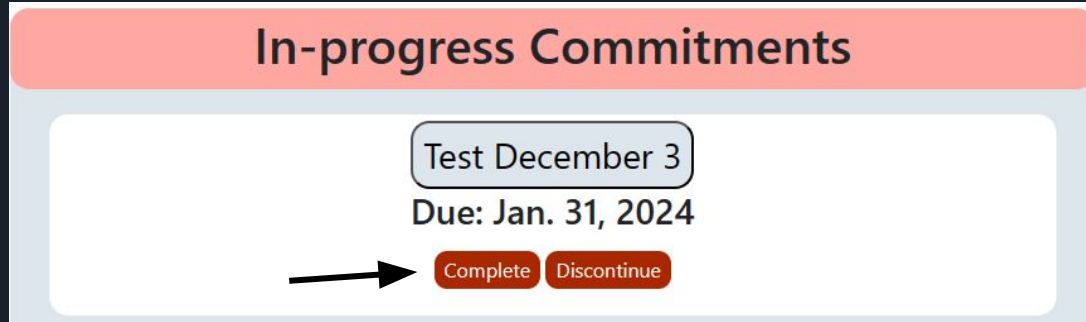 In-progress Commitments
Test December 3
Due: Jan. 31, 2024
Complete Discontinue